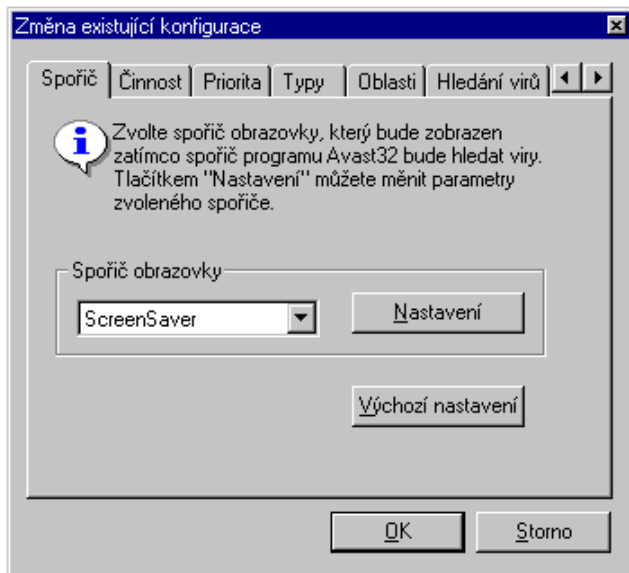 Změna existující konfigurace
Spořič Činnost Priorita Typy Oblasti Hledání virů
Zvolte spořič obrazovky, který bude zobrazen
zatímco spořič programu Avast32 bude hledat viry.
Tlačítkem "Nastavení" můžete měnit parametry
zvoleného spořiče.
Spořič obrazovky
ScreenSaver Nastavení
Výchozí nastavení
OK Storno